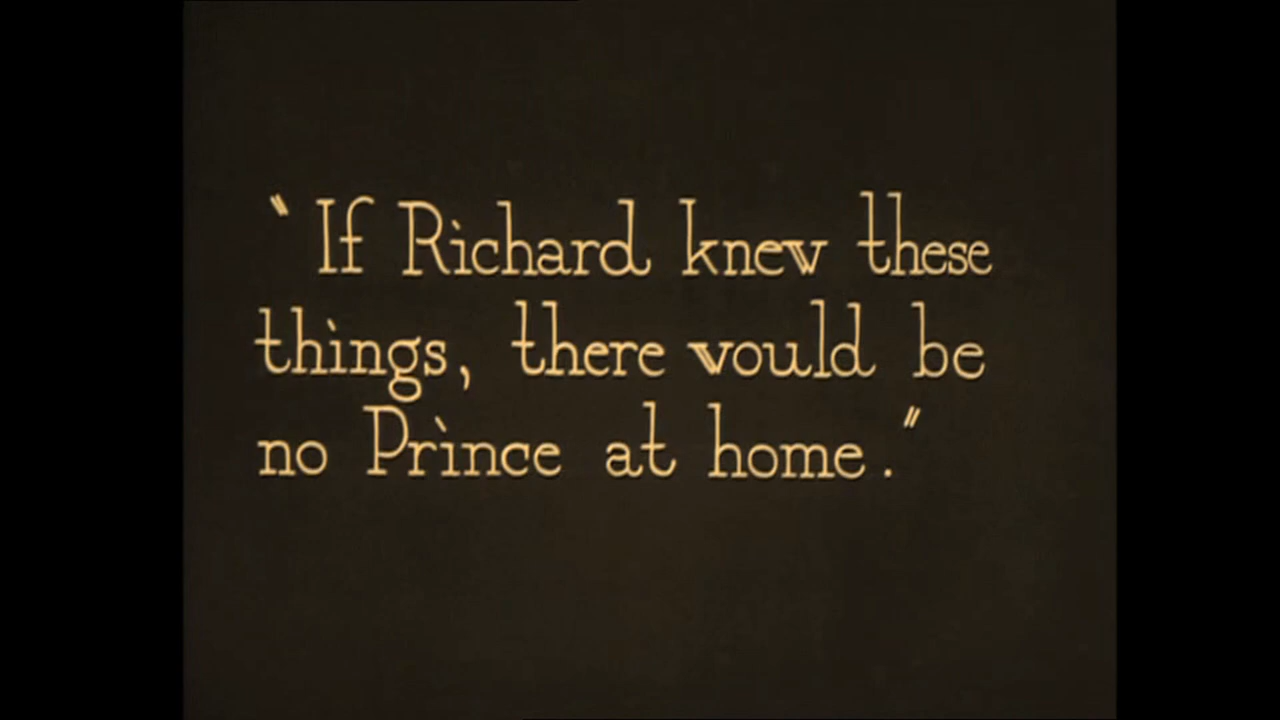 "If Richard knew these
things, there would be
no Prince at home."